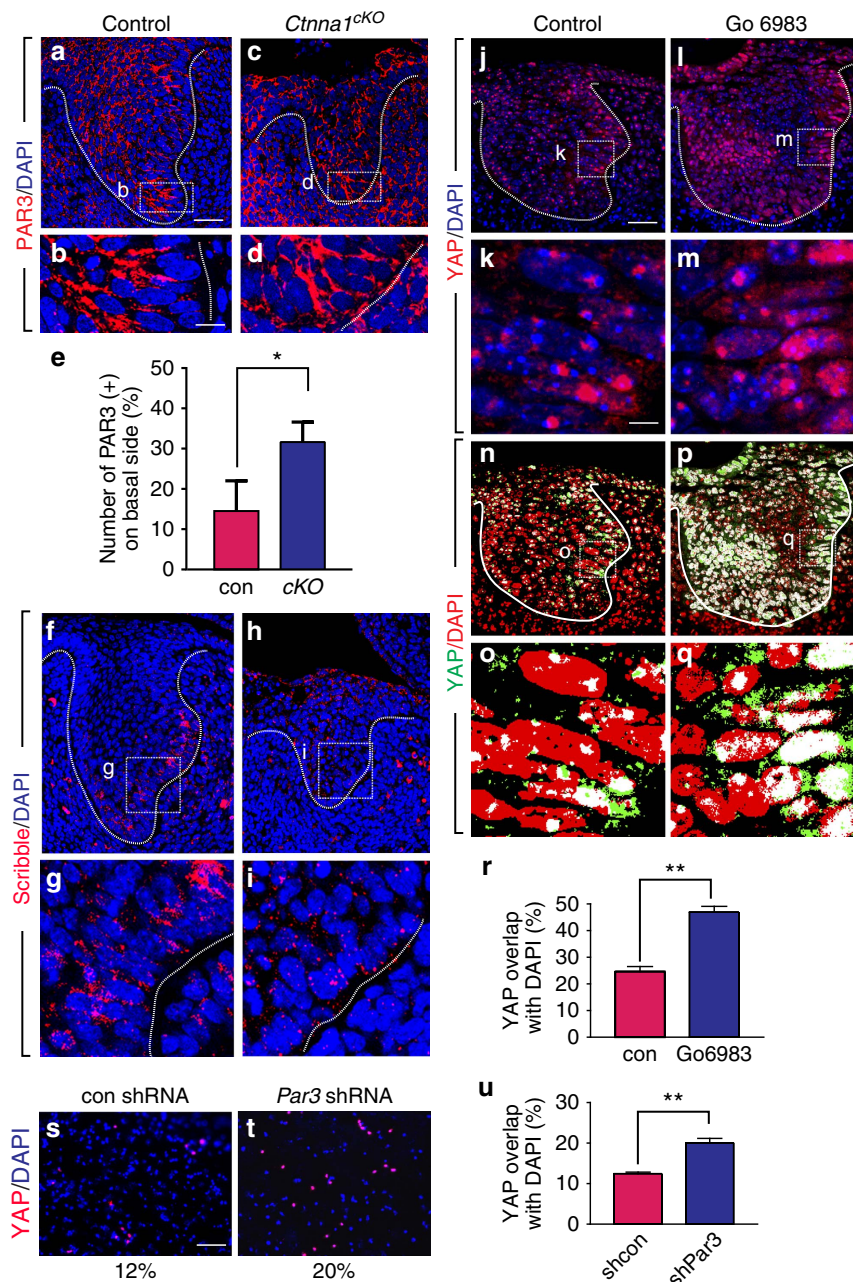 Control
Ctnna1cKO
a
c
b
d
PAR3/DAPI
b
d
e
Number of PAR3 (+)
on basal side (%)
50
40
30
20
10
0
*
con
cKO
f
h
g
i
Scribble/DAPI
g
i
con shRNA
Par3 shRNA
s
t
YAP/DAPI
12%
20%
Control
Go 6983
j
l
k
m
YAP/DAPI
k
m
n
p
o
q
YAP/DAPI
o
q
r
YAP overlap
with DAPI (%)
50
40
30
20
10
0
**
con
Go6983
u
YAP overlap
with DAPI (%)
30
20
10
0
**
shcon
shPar3